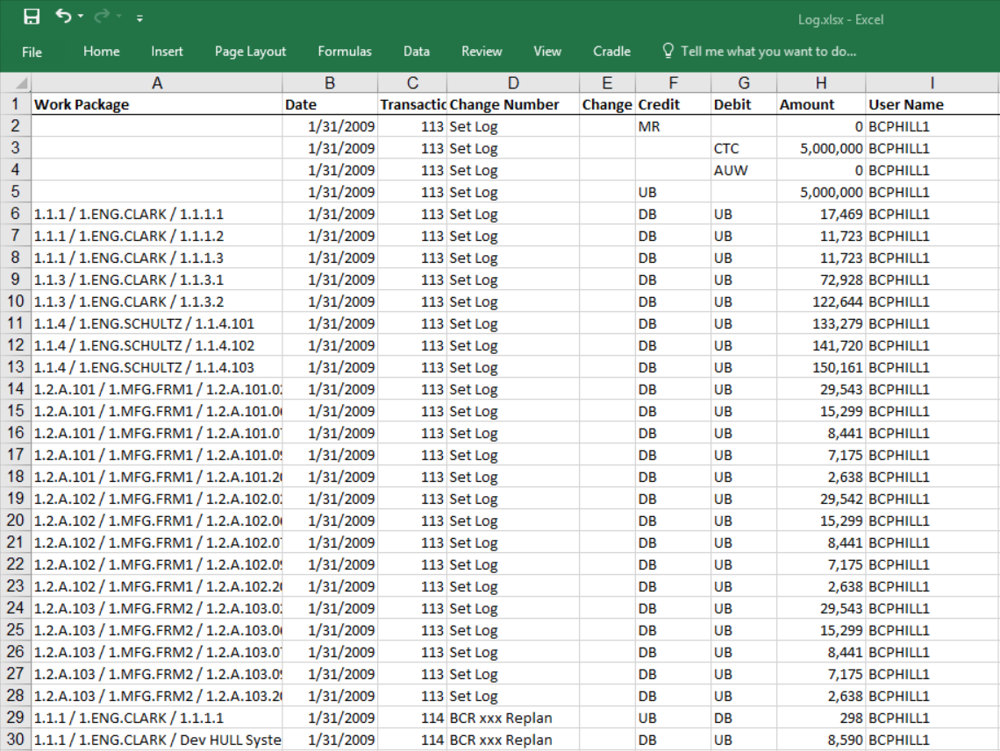 Log.xlsx - Excel
File Home Insert Page Layout Formulas Data Review View Cradle Tell me what you want to do...
A B C D E F G H I
1 Work Package Date Transactic Change Number Change Credit Debit Amount User Name
2 1/31/2009 113 Set Log MR 0 BCPHILL1
3 1/31/2009 113 Set Log CTC 5,000,000 BCPHILL1
4 1/31/2009 113 Set Log AUW 0 BCPHILL1
5 1/31/2009 113 Set Log UB 5,000,000 BCPHILL1
6 1.1.1 / 1.ENG.CLARK / 1.1.1.1 1/31/2009 113 Set Log DB UB 17,469 BCPHILL1
7 1.1.1 / 1.ENG.CLARK / 1.1.1.2 1/31/2009 113 Set Log DB UB 11,723 BCPHILL1
8 1.1.1 / 1.ENG.CLARK / 1.1.1.3 1/31/2009 113 Set Log DB UB 11,723 BCPHILL1
9 1.1.3 / 1.ENG.CLARK / 1.1.3.1 1/31/2009 113 Set Log DB UB 72,928 BCPHILL1
10 1.1.3 / 1.ENG.CLARK / 1.1.3.2 1/31/2009 113 Set Log DB UB 122,644 BCPHILL1
11 1.1.4 / 1.ENG.SCHULTZ / 1.1.4.101 1/31/2009 113 Set Log DB UB 133,279 BCPHILL1
12 1.1.4 / 1.ENG.SCHULTZ / 1.1.4.102 1/31/2009 113 Set Log DB UB 141,720 BCPHILL1
13 1.1.4 / 1.ENG.SCHULTZ / 1.1.4.103 1/31/2009 113 Set Log DB UB 150,161 BCPHILL1
14 1.2.A.101 / 1.MFG.FRM1 / 1.2.A.101.02 1/31/2009 113 Set Log DB UB 29,543 BCPHILL1
15 1.2.A.101 / 1.MFG.FRM1 / 1.2.A.101.06 1/31/2009 113 Set Log DB UB 15,299 BCPHILL1
16 1.2.A.101 / 1.MFG.FRM1 / 1.2.A.101.07 1/31/2009 113 Set Log DB UB 8,441 BCPHILL1
17 1.2.A.101 / 1.MFG.FRM1 / 1.2.A.101.09 1/31/2009 113 Set Log DB UB 7,175 BCPHILL1
18 1.2.A.101 / 1.MFG.FRM1 / 1.2.A.101.20 1/31/2009 113 Set Log DB UB 2,638 BCPHILL1
19 1.2.A.102 / 1.MFG.FRM1 / 1.2.A.102.02 1/31/2009 113 Set Log DB UB 29,542 BCPHILL1
20 1.2.A.102 / 1.MFG.FRM1 / 1.2.A.102.06 1/31/2009 113 Set Log DB UB 15,299 BCPHILL1
21 1.2.A.102 / 1.MFG.FRM1 / 1.2.A.102.07 1/31/2009 113 Set Log DB UB 8,441 BCPHILL1
22 1.2.A.102 / 1.MFG.FRM1 / 1.2.A.102.09 1/31/2009 113 Set Log DB UB 7,175 BCPHILL1
23 1.2.A.102 / 1.MFG.FRM1 / 1.2.A.102.20 1/31/2009 113 Set Log DB UB 2,638 BCPHILL1
24 1.2.A.103 / 1.MFG.FRM2 / 1.2.A.103.02 1/31/2009 113 Set Log DB UB 29,543 BCPHILL1
25 1.2.A.103 / 1.MFG.FRM2 / 1.2.A.103.06 1/31/2009 113 Set Log DB UB 15,299 BCPHILL1
26 1.2.A.103 / 1.MFG.FRM2 / 1.2.A.103.07 1/31/2009 113 Set Log DB UB 8,441 BCPHILL1
27 1.2.A.103 / 1.MFG.FRM2 / 1.2.A.103.09 1/31/2009 113 Set Log DB UB 7,175 BCPHILL1
28 1.2.A.103 / 1.MFG.FRM2 / 1.2.A.103.20 1/31/2009 113 Set Log DB UB 2,638 BCPHILL1
29 1.1.1 / 1.ENG.CLARK / 1.1.1.1 1/31/2009 114 BCR xxx Replan UB DB 298 BCPHILL1
30 1.1.1 / 1.ENG.CLARK / Dev HULL Syste 1/31/2009 114 BCR xxx Replan DB UB 8,590 BCPHILL1